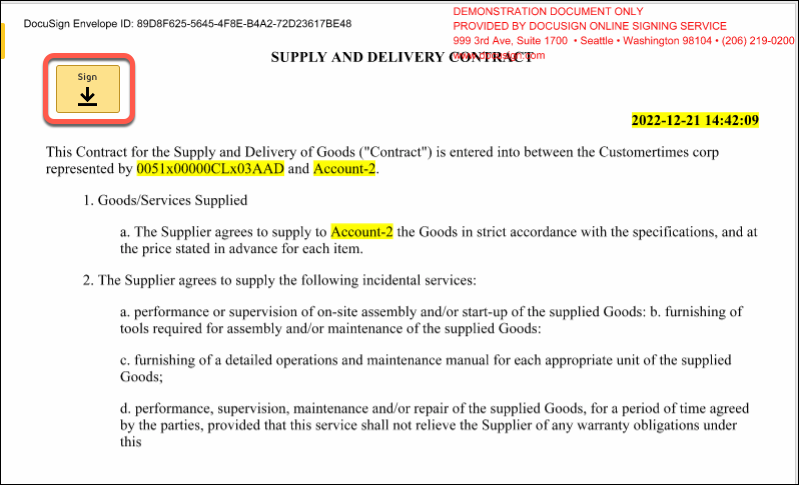 DocuSign Envelope ID: 89D8F625-5645-4F8E-B4A2-72D23617BE48
DEMONSTRATION DOCUMENT ONLY
PROVIDED BY DOCUSIGN ONLINE SIGNING SERVICE
999 3rd Ave, Suite 1700 • Seattle • Washington 98104 • (206) 219-0200
SUPPLY AND DELIVERY CONTRACT
Sign
2022-12-21 14:42:09
This Contract for the Supply and Delivery of Goods ("Contract") is entered into between the Customertimes corp
represented by 0051x00000CLx03AAD and Account-2.
1. Goods/Services Supplied
a. The Supplier agrees to supply to Account-2 the Goods in strict accordance with the specifications, and at
the price stated in advance for each item.
2. The Supplier agrees to supply the following incidental services:
a. performance or supervision of on-site assembly and/or start-up of the supplied Goods: b. furnishing of
tools required for assembly and/or maintenance of the supplied Goods:
c. furnishing of a detailed operations and maintenance manual for each appropriate unit of the supplied
Goods;
d. performance, supervision, maintenance and/or repair of the supplied Goods, for a period of time agreed
by the parties, provided that this service shall not relieve the Supplier of any warranty obligations under
this